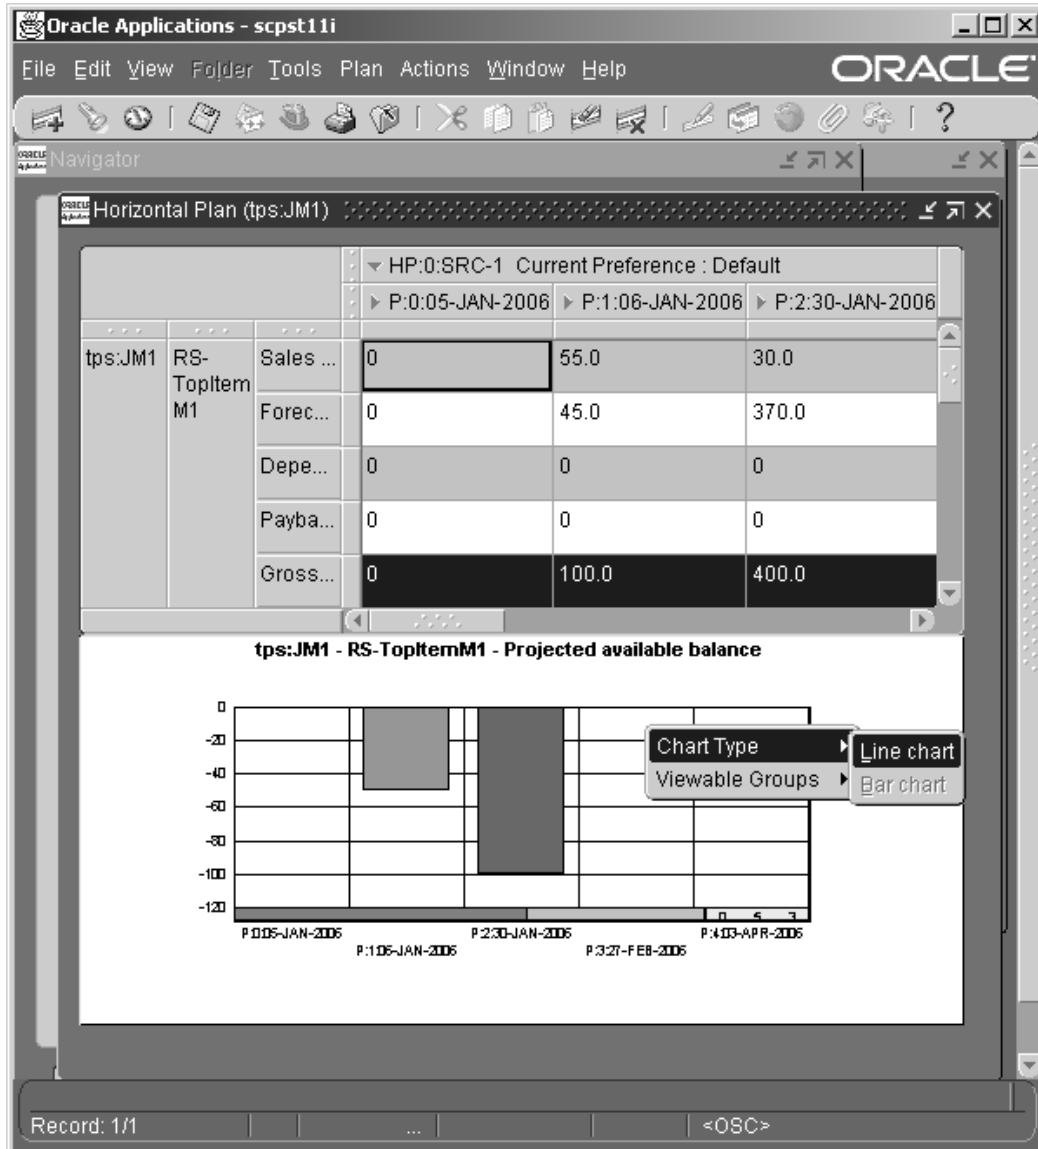 Oracle Applications - scpst11i
File Edit View Folder Tools Plan Actions Window Help ORACLE
?
Navigator
Horizontal Plan (tps:JM1)
HP:0:SRC-1 Current Preference : Default
P:0:05-JAN-2006 P:1:06-JAN-2006 P:2:30-JAN-2006
tps:JM1 RS-TopItemM1 Sales ... 0 55.0 30.0
Forec... 0 45.0 370.0
Depe... 0 0 0
Payba... 0 0 0
Gross... 0 100.0 400.0
tps:JM1 - RS-TopItemM1 - Projected available balance
0
-20
-40
-60
-80
-100
-120
Chart Type
Viewable Groups
Line chart
Bar chart
0 5 3
P:0:05-JAN-2006 P:2:30-JAN-2006 P:4:03-APR-2006
P:1:06-JAN-2006 P:3:27-FEB-2006
Record: 1/1 ... <OSC>